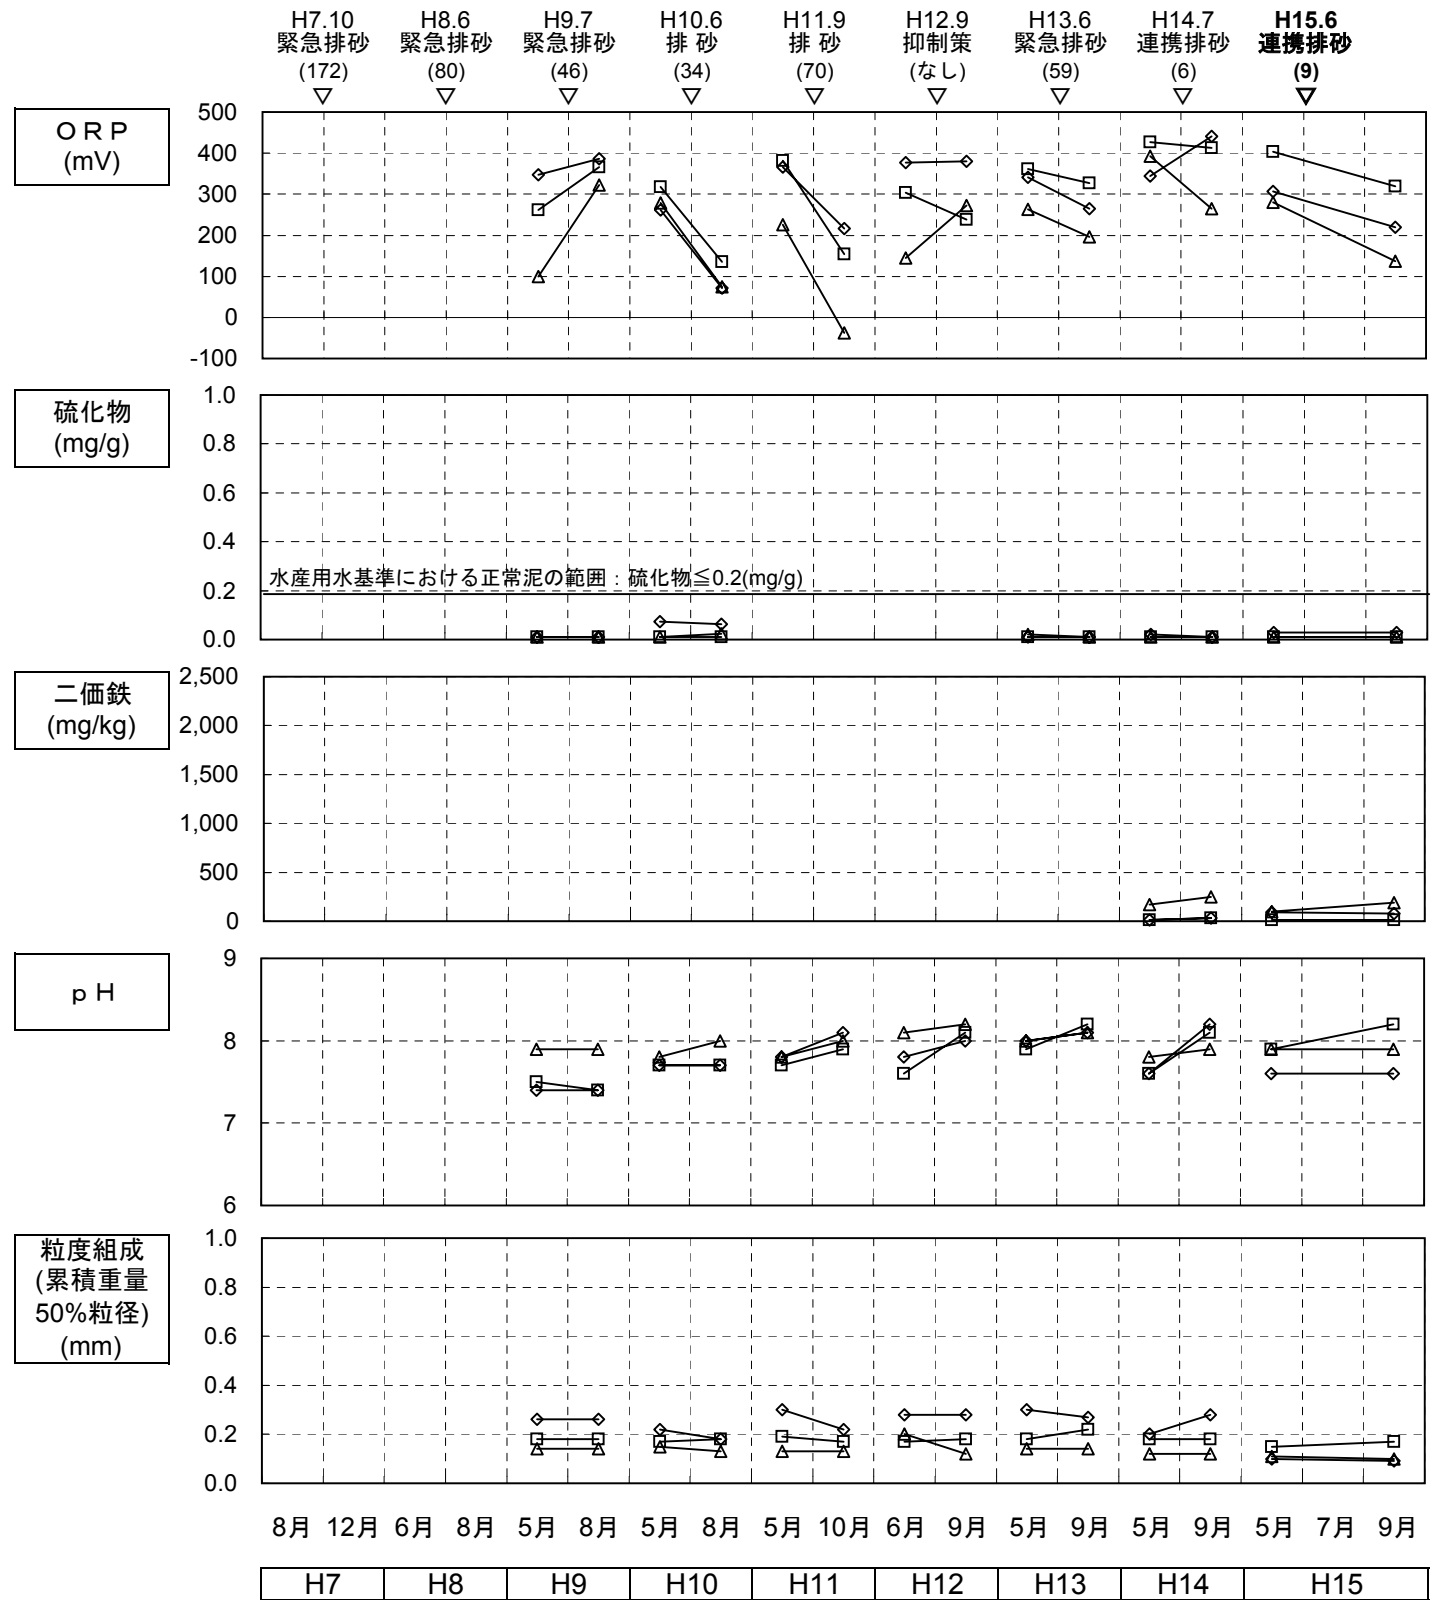 H7.10 H8.6 H9.7 H10.6 H11.9 H12.9 H13.6 H14.7 H15.6
緊急排砂 緊急排砂 緊急排砂 排 砂 排 砂 抑制策 緊急排砂 連携排砂 連携排砂
(172) (80) (46) (34) (70) (なし) (59) (6) (9)
ＯＲＰ
(mV)
500
400
300
200
100
0
-100
硫化物
(mg/g)
1.0
0.8
0.6
0.4
水産用水基準における正常泥の範囲：硫化物≦0.2(mg/g)
0.2
0.0
二価鉄
(mg/kg)
2,500
2,000
1,500
1,000
500
0
ｐＨ
9
8
7
6
粒度組成
(累積重量
50%粒径)
(mm)
1.0
0.8
0.6
0.4
0.2
0.0
8月 12月 6月 8月 5月 8月 5月 8月 5月 10月 6月 9月 5月 9月 5月 9月 5月 7月 9月
H7 H8 H9 H10 H11 H12 H13 H14 H15